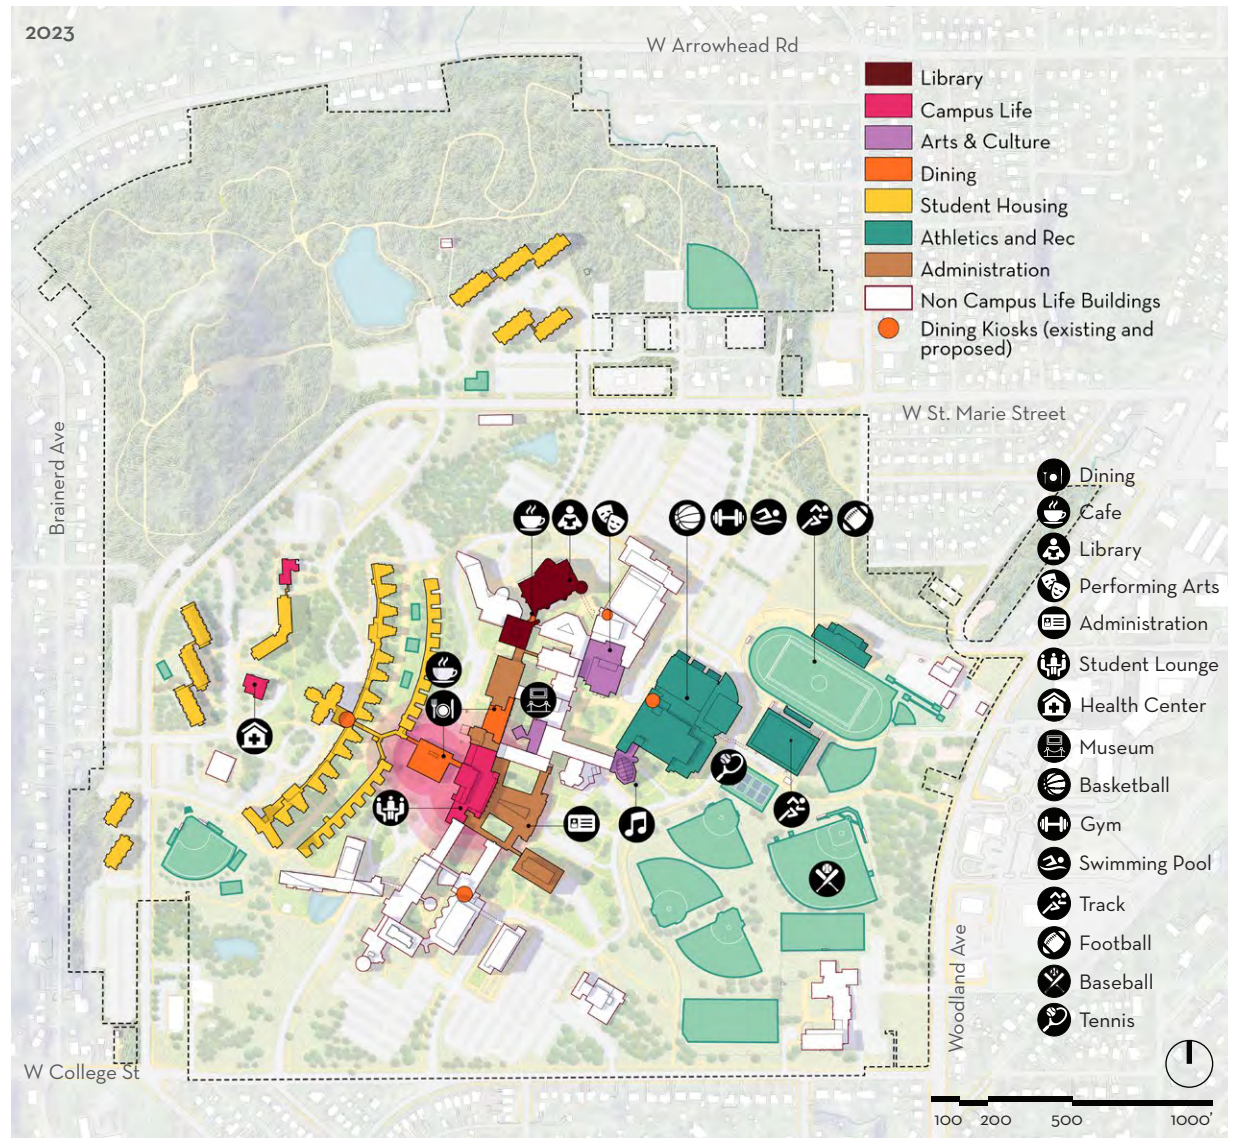 2023
W Arrowhead Rd
Library
Campus Life
Arts & Culture
Dining
Student Housing
Athletics and Rec
Administration
Non Campus Life Buildings
Dining Kiosks (existing and
proposed)
W St. Marie Street
Brainerd Ave
Dining
Cafe
Library
Performing Arts
Administration
Student Lounge
Health Center
Museum
Basketball
Gym
Swimming Pool
Track
Football
Baseball
Tennis
Woodland Ave
W College St
100 200 500 1000'